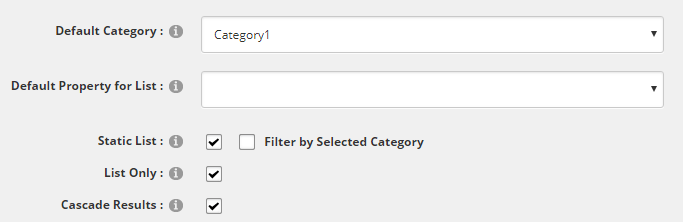 Default Category : Category1
Default Property for List :
Static List : Filter by Selected Category
List Only :
Cascade Results :